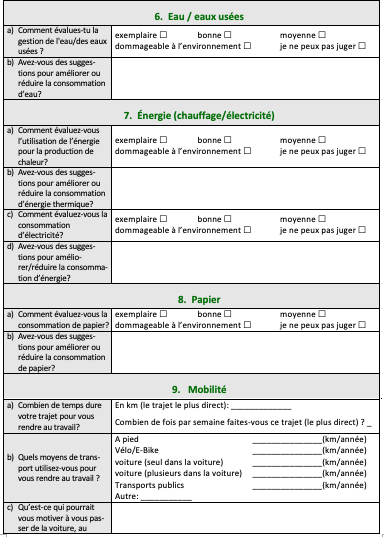 6. Eau / eaux usées
a) Comment évalues-tu la
gestion de l'eau/des eaux
usées ?
exemplaire ☐ bonne ☐ moyenne ☐
dommageable à l'environnement ☐ je ne peux pas juger ☐
b) Avez-vous des sugges-
tions pour améliorer ou
réduire la consommation
d'eau?
7. Énergie (chauffage/électricité)
a) Comment évaluez-vous
l'utilisation de l'énergie
pour la production de
chaleur?
exemplaire ☐ bonne ☐ moyenne ☐
dommageable à l'environnement ☐ je ne peux pas juger ☐
b) Avez-vous des sugges-
tions pour améliorer ou
réduire la consommation
d'énergie thermique?
c) Comment évaluez-vous la
consommation
d'électricité?
exemplaire ☐ bonne ☐ moyenne ☐
dommageable à l'environnement ☐ je ne peux pas juger ☐
d) Avez-vous des sugges-
tions pour amélio-
rer/réduire la consomma-
tion d'énergie?
8. Papier
a) Comment évaluez-vous la
consommation de papier?
exemplaire ☐ bonne ☐ moyenne ☐
dommageable à l'environnement ☐ je ne peux pas juger ☐
b) Avez-vous des sugges-
tions pour améliorer ou
réduire la consommation
de papier?
9. Mobilité
a) Combien de temps dure
votre trajet pour vous
rendre au travail?
En km (le trajet le plus direct): _____________
Combien de fois par semaine faites-vous ce trajet (le plus direct) ? _
b) Quels moyens de trans-
port utilisez-vous pour
vous rendre au travail ?
A pied _______________(km/année)
Vélo/E-Bike _______________(km/année)
voiture (seul dans la voiture) _______________(km/année)
voiture (plusieurs dans la voiture) _______________(km/année)
Transports publics _______________(km/année)
Autre: ___________
c) Qu'est-ce qui pourrait
vous motiver à vous pas-
ser de la voiture, au